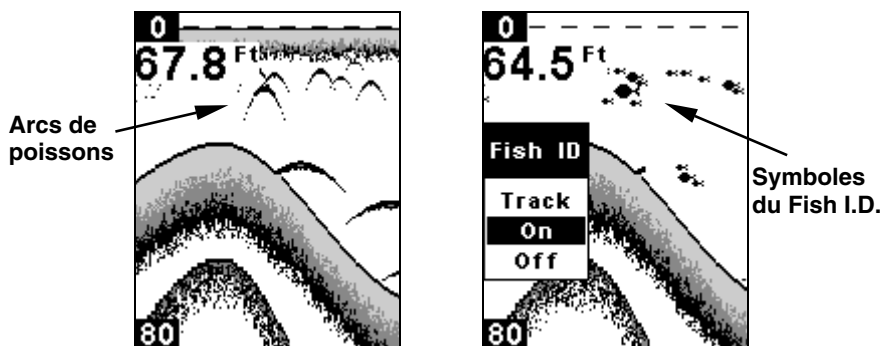 0
67.8 Ft
Arcs de
poissons
80
0
64.5 Ft
Fish ID
Track
On
Off
80
Symboles
du Fish I.D.